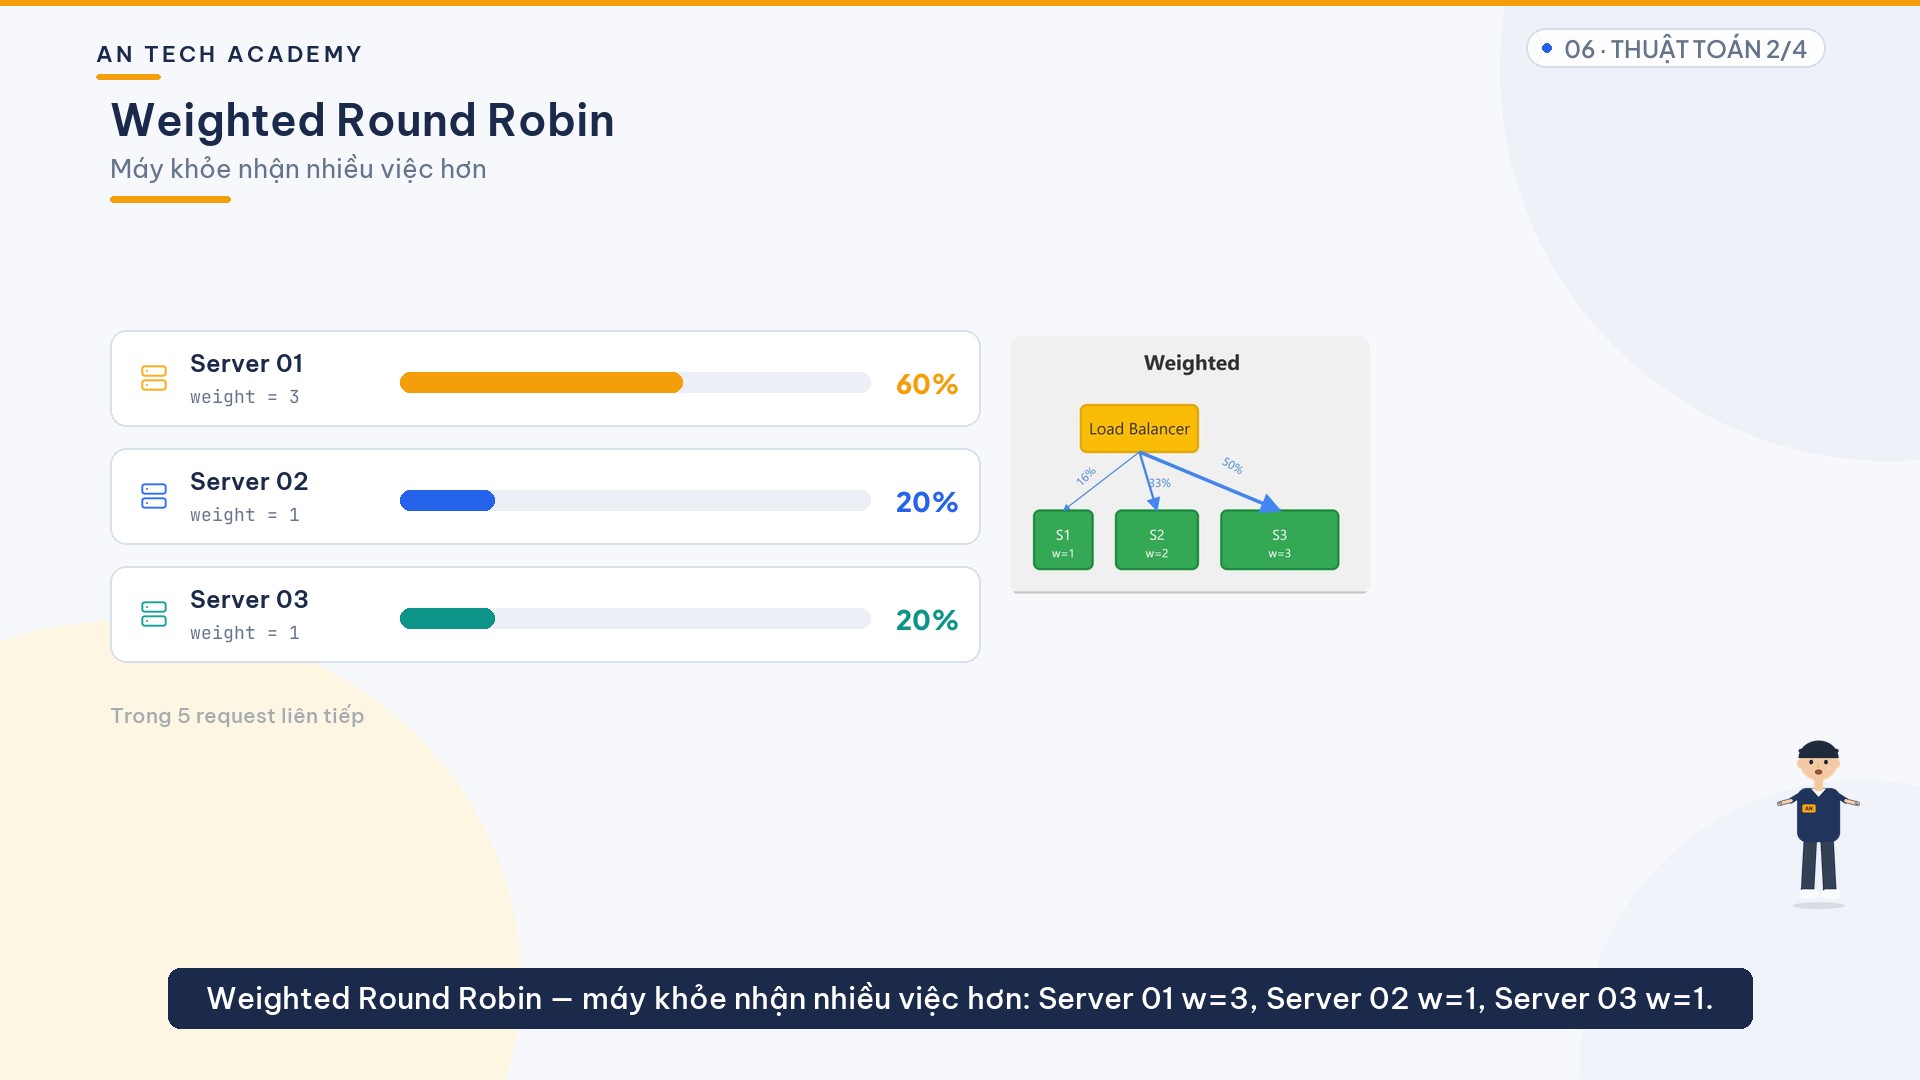 AN TECH ACADEMY
06 · THUẬT TOÁN 2/4
Weighted Round Robin
Máy khỏe nhận nhiều việc hơn
Server 01
weight = 3
60%
Server 02
weight = 1
20%
Server 03
weight = 1
20%
Trong 5 request liên tiếp
Weighted
Load Balancer
16%
33%
50%
S1
w=1
S2
w=2
S3
w=3
AN
Weighted Round Robin — máy khỏe nhận nhiều việc hơn: Server 01 w=3, Server 02 w=1, Server 03 w=1.